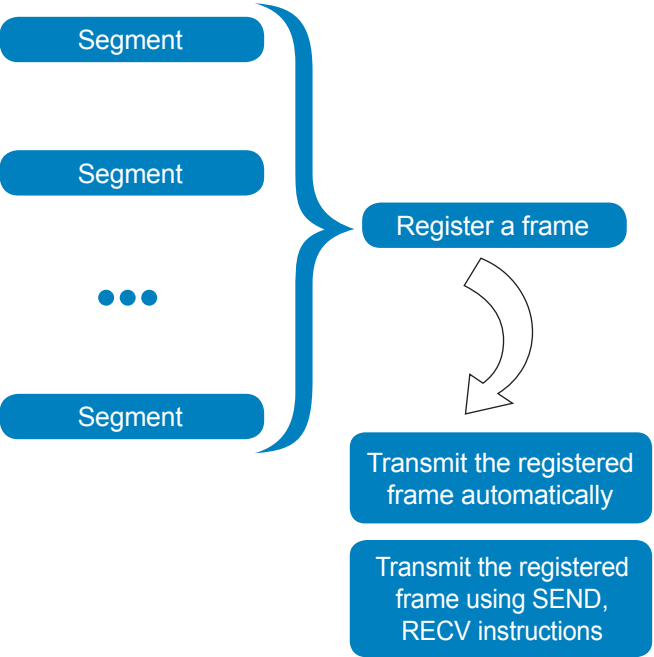 Segment
Segment
Register a frame
Segment
Transmit the registered
frame automatically
Transmit the registered
frame using SEND,
RECV instructions